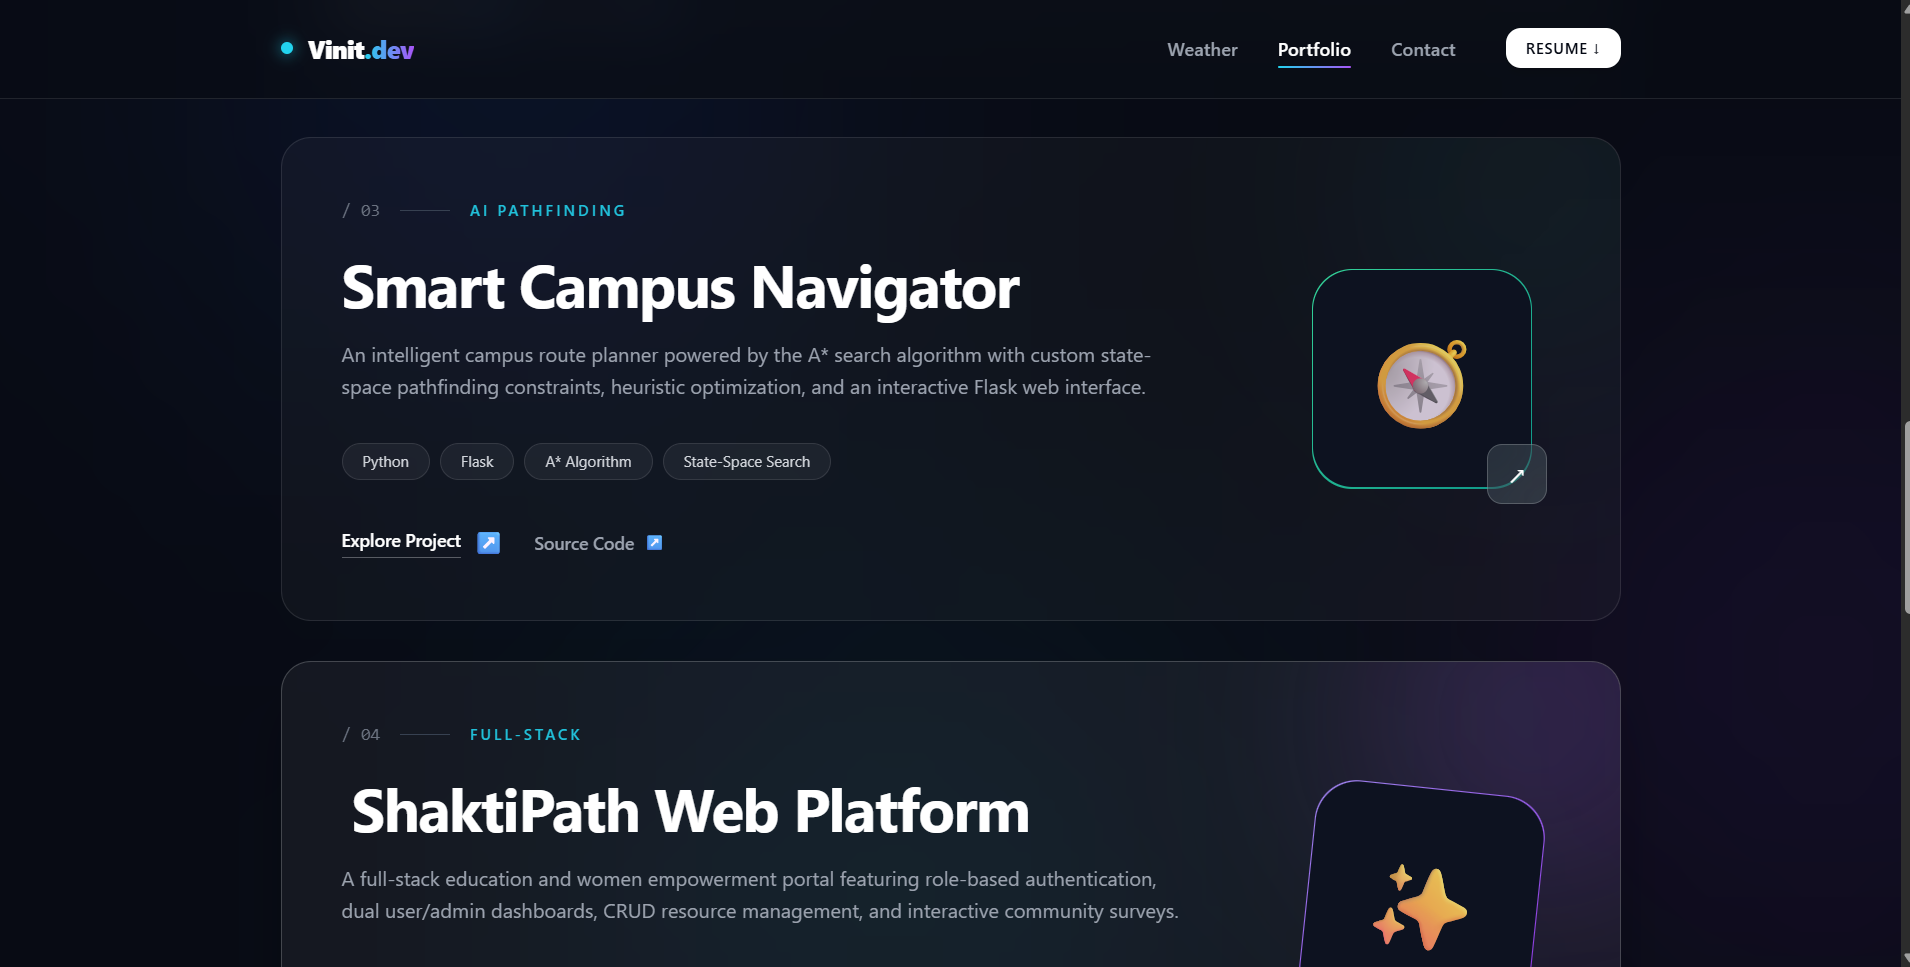 Vinit.dev
Weather
Portfolio
Contact
RESUME ↓
/ 03
AI PATHFINDING
Smart Campus Navigator
An intelligent campus route planner powered by the A* search algorithm with custom state-
space pathfinding constraints, heuristic optimization, and an interactive Flask web interface.
Python
Flask
A* Algorithm
State-Space Search
Explore Project ↗
Source Code ↗
↗
/ 04
FULL-STACK
ShaktiPath Web Platform
A full-stack education and women empowerment portal featuring role-based authentication,
dual user/admin dashboards, CRUD resource management, and interactive community surveys.